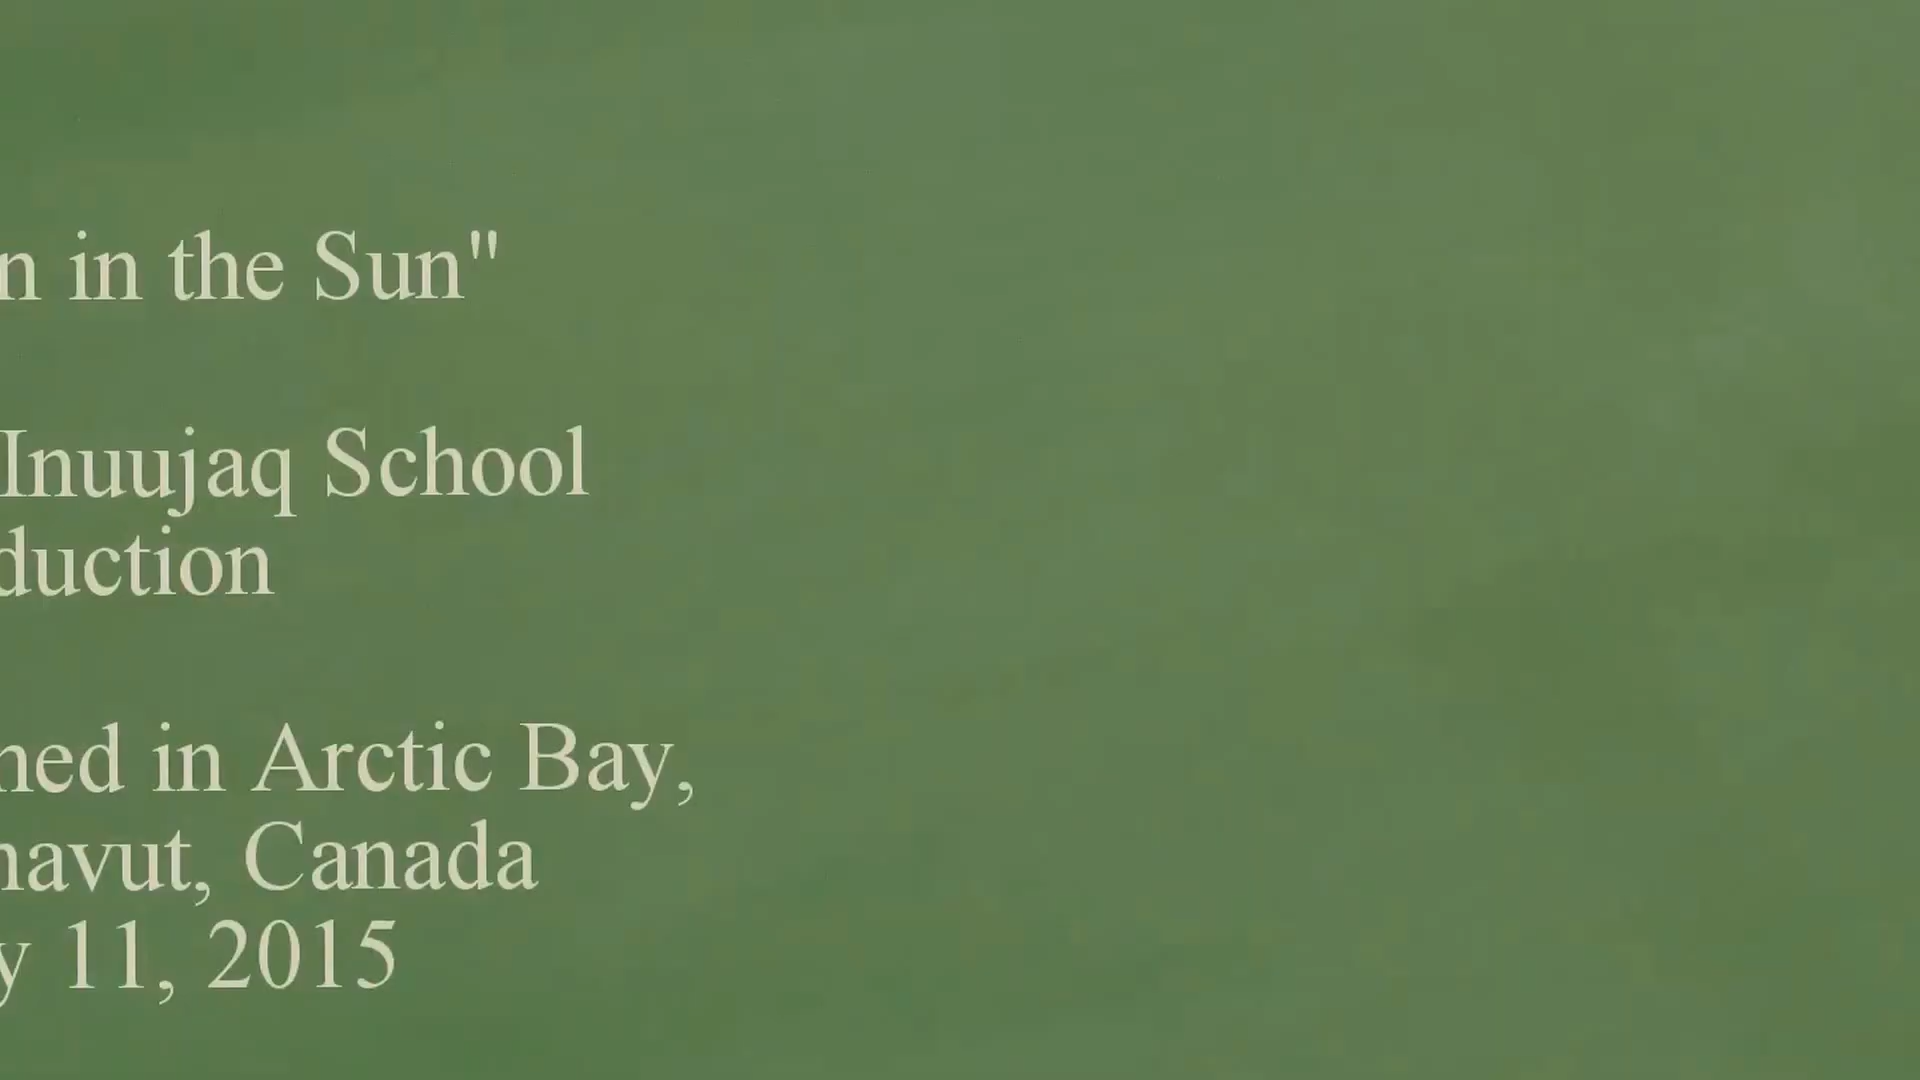 n in the Sun"
Inuujaq School
duction
ned in Arctic Bay,
navut, Canada
y 11, 2015